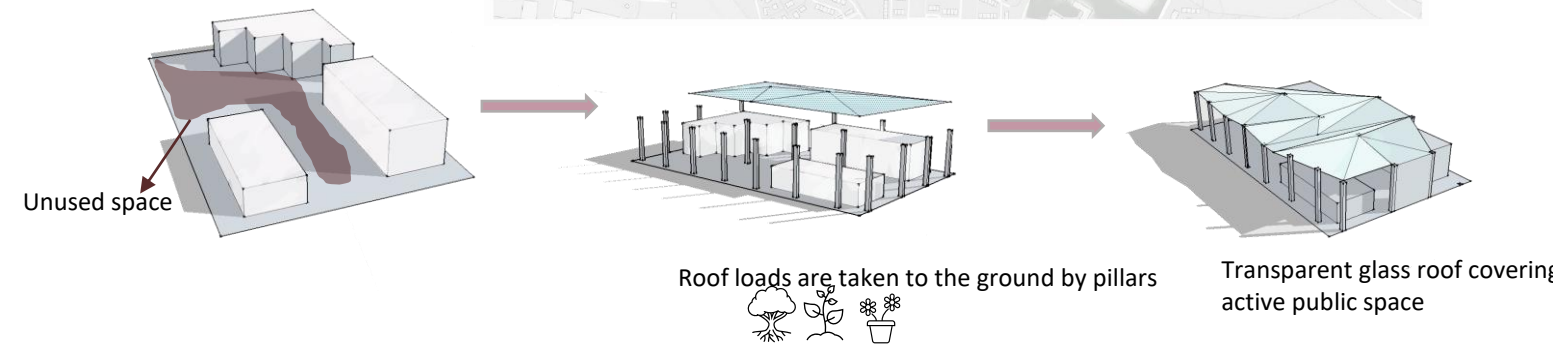 Unused space
Roof loads are taken to the ground by pillars
Transparent glass roof covering
active public space